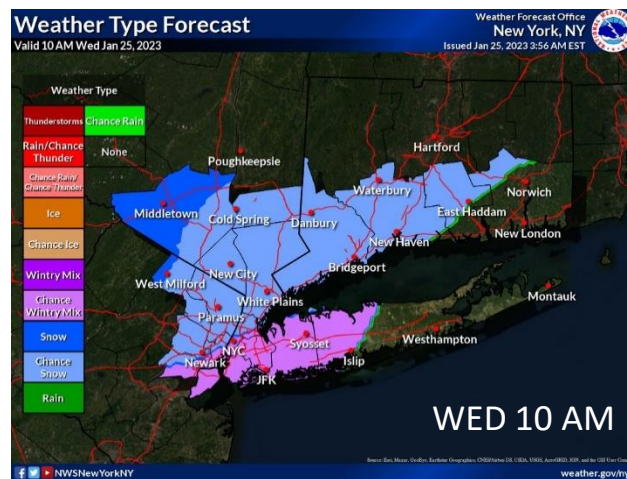 Weather Type Forecast
Valid 10 AM Wed Jan 25, 2023
Weather Forecast Office
New York, NY
Issued Jan 25, 2023 3:56 AM EST
Weather Type
Thunderstorms
Chance Rain
Rain/Chance
Thunder
None
Chance Rain/
Chance Thunder
Ice
Chance Ice
Wintry Mix
Chance
Wintry Mix
Snow
Chance
Snow
Rain
Poughkeepsie
Hartford
Middletown
Cold Spring
Danbury
Waterbury
Norwich
East Haddam
New London
New Haven
Bridgeport
West Milford
New City
White Plains
Paramus
Montauk
NYC
Newark
JFK
Syosset
Islip
Westhampton
WED 10 AM
NWSNewYorkNY
weather.gov/ny